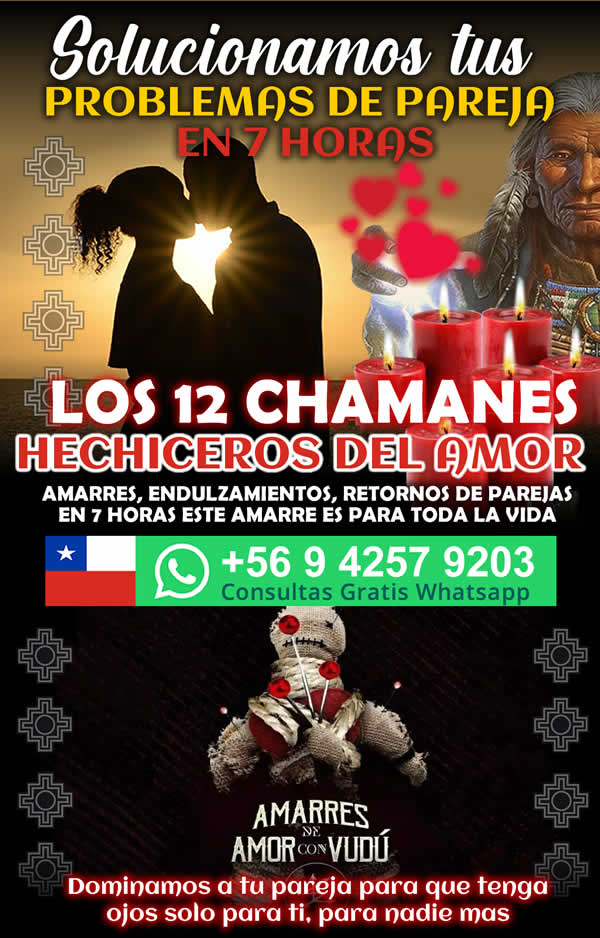 Solucionamos tus
PROBLEMAS DE PAREJA
EN 7 HORAS
LOS 12 CHAMANES
HECHICEROS DEL AMOR
AMARRES, ENDULZAMIENTOS, RETORNOS DE PAREJAS
EN 7 HORAS ESTE AMARRE ES PARA TODA LA VIDA
+56 9 4257 9203
Consultas Gratis Whatsapp
AMARRES
DE
AMOR CON VUDÚ
Dominamos a tu pareja para que tenga
ojos solo para ti, para nadie mas